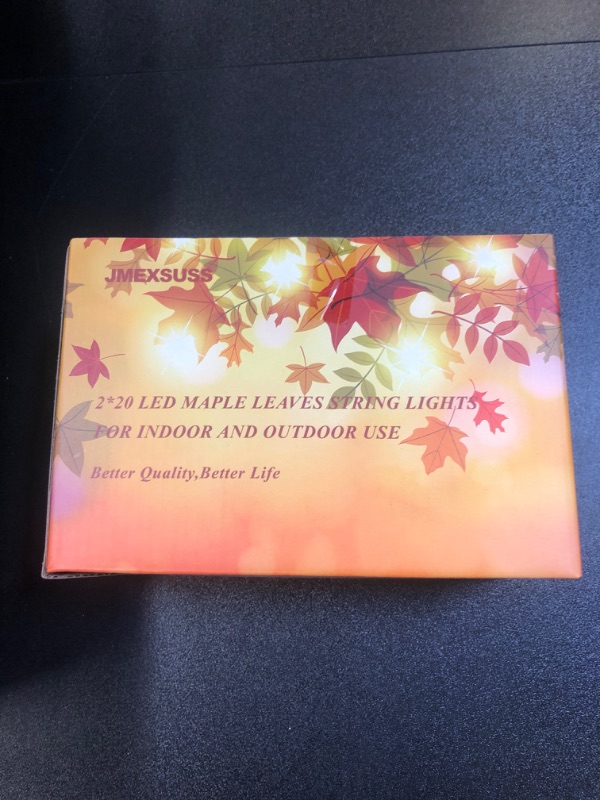 JMEXSUSS
2*20 LED MAPLE LEAVES STRING LIGHTS
FOR INDOOR AND OUTDOOR USE
Better Quality,Better Life